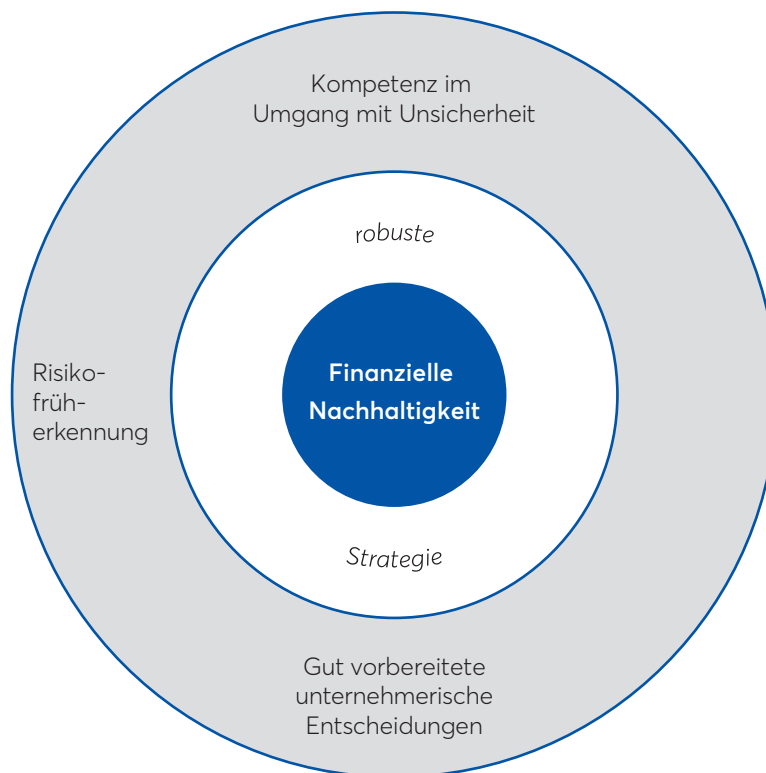 Kompetenz im
Umgang mit Unsicherheit
robuste
Risiko-
früh-
erkennung
Finanzielle
Nachhaltigkeit
Strategie
Gut vorbereitete
unternehmerische
Entscheidungen